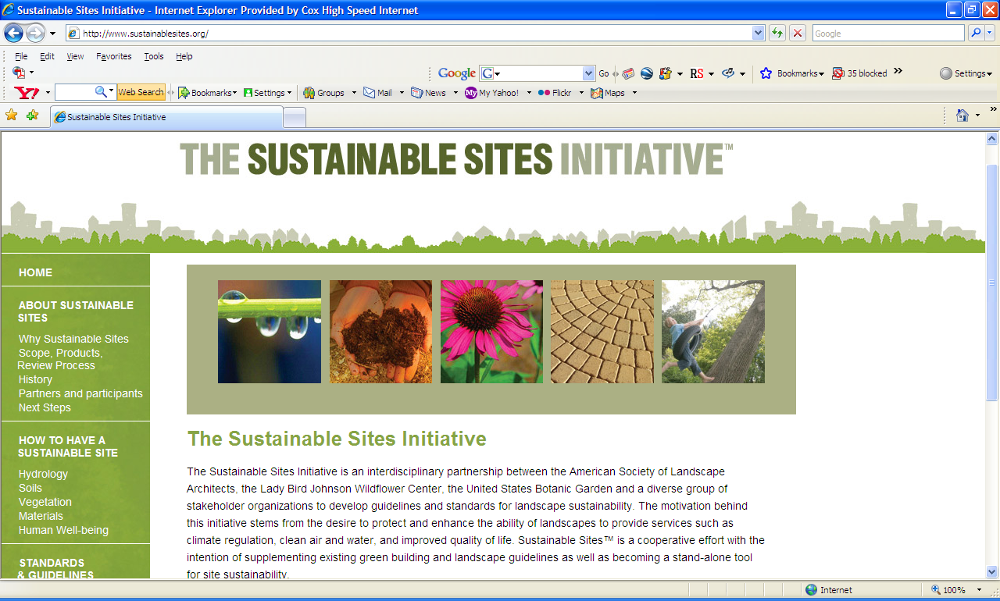 Sustainable Sites Initiative - Internet Explorer Provided by Cox High Speed Internet
http://www.sustainablesites.org/
Google
File Edit View Favorites Tools Help
Google G Go RS Bookmarks 35 blocked » Settings
Y! Web Search Bookmarks Settings Groups Mail News My My Yahoo! Flickr Maps
Sustainable Sites Initiative »
THE SUSTAINABLE SITES INITIATIVE™
HOME
ABOUT SUSTAINABLE
SITES
Why Sustainable Sites
Scope, Products,
Review Process
History
Partners and participants
Next Steps
HOW TO HAVE A
SUSTAINABLE SITE
Hydrology
Soils
Vegetation
Materials
Human Well-being
STANDARDS
& GUIDELINES
The Sustainable Sites Initiative
The Sustainable Sites Initiative is an interdisciplinary partnership between the American Society of Landscape
Architects, the Lady Bird Johnson Wildflower Center, the United States Botanic Garden and a diverse group of
stakeholder organizations to develop guidelines and standards for landscape sustainability. The motivation behind
this initiative stems from the desire to protect and enhance the ability of landscapes to provide services such as
climate regulation, clean air and water, and improved quality of life. Sustainable Sites™ is a cooperative effort with the
intention of supplementing existing green building and landscape guidelines as well as becoming a stand-alone tool
for site sustainability.
Internet 100%